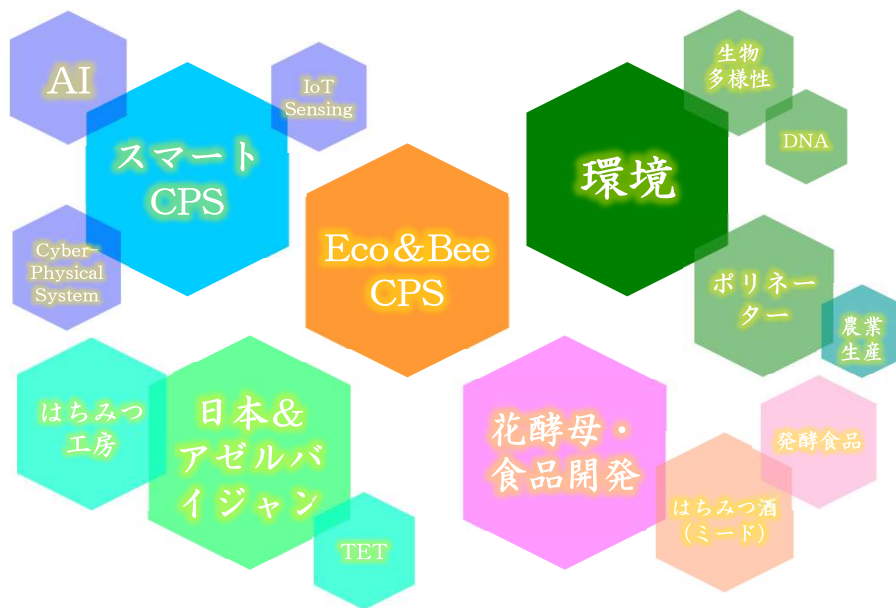 AI
IoT
Sensing
スマート
CPS
Cyber-
Physical
System
Eco＆Bee
CPS
環境
生物
多様性
DNA
ポリネー
ター
農業
生産
はちみつ
工房
日本＆
アゼルバ
イジャン
TET
花酵母・
食品開発
発酵食品
はちみつ酒
（ミード）